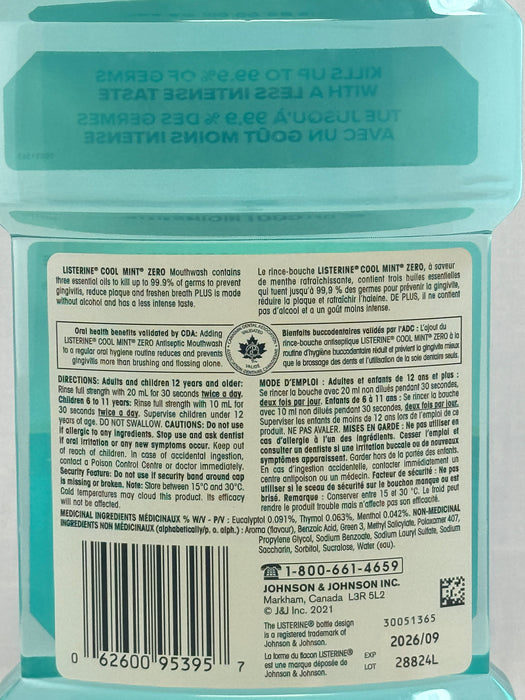 KILLS UP TO 99.9% OF GERMS
WITH A LESS INTENSE TASTE
TUE JUSQU'À 99,9% DES GERMES
AVEC UN GOÛT MOINS INTENSE
LISTERINE® COOL MINT® ZERO Mouthwash contains
three essential oils to kill up to 99.9% of germs to prevent
gingivitis, reduce plaque and freshen breath PLUS is made
without alcohol and has a less intense taste.
Le rince-bouche LISTERINE® COOL MINT® ZERO, à saveur
de menthe rafraîchissante, contient trois huiles essentielles
qui tuent jusqu'à 99,9 % des germes pour prévenir la gingivite,
réduire la plaque et rafraîchir l'haleine. DE PLUS, il ne contient
pas d'alcool et a un goût moins intense.
Oral health benefits validated by CDA: Adding
LISTERINE® COOL MINT® ZERO Antiseptic Mouthwash
to a regular oral hygiene routine reduces and prevents
gingivitis more than brushing and flossing alone.
CANADIAN DENTAL ASSOCIATION
Bienfaits buccodentaires validés par l'ADC : L'ajout du
rince-bouche antiseptique LISTERINE® COOL MINT® ZERO à la
routine d'hygiène buccodentaire réduit et prévient la gingivite mieux
que le brossage des dents et l'utilisation de la soie dentaire seuls.
DIRECTIONS: Adults and children 12 years and older:
Rinse full strength with 20 mL for 30 seconds twice a day.
Children 6 to 11 years: Rinse full strength with 10 mL for
30 seconds twice a day. Supervise children under 12
years of age. DO NOT SWALLOW. CAUTIONS: Do not use
if allergic to any ingredients. Stop use and ask dentist
if oral irritation or any new symptoms occur. Keep out
of reach of children. In case of accidental ingestion,
contact a Poison Control Centre or doctor immediately.
Security Feature: Do not use if security band around cap
is missing or broken. Note: Store between 15°C and 30°C.
Cold temperatures may cloud this product. Its efficacy
will not be affected.
MODE D'EMPLOI : Adultes et enfants de 12 ans et plus :
Se rincer la bouche avec 20 ml non dilués pendant 30 secondes,
deux fois par jour. Enfants de 6 à 11 ans : Se rincer la bouche
avec 10 ml non dilués pendant 30 secondes, deux fois par jour.
Superviser les enfants de moins de 12 ans lors de l'emploi de ce
produit. NE PAS AVALER. MISES EN GARDE : Ne pas utiliser en
cas d'allergie à l'un des ingrédients. Cesser l'emploi et
consulter un dentiste si une irritation buccale ou de nouveaux
symptômes apparaissent. Garder hors de la portée des enfants.
En cas d'ingestion accidentelle, contacter immédiatement un
centre antipoison ou un médecin. Facteur de sécurité : Ne pas
utiliser si le sceau de sécurité sur le bouchon manque ou est
brisé. Remarque : Conserver entre 15 et 30 °C. Le froid peut
rendre le produit trouble mais n'affecte pas son efficacité.
MEDICINAL INGREDIENTS MÉDICINAUX % W/V - P/V : Eucalyptol 0.091%, Thymol 0.063%, Menthol 0.042%. NON-MEDICINAL
INGREDIENTS NON MÉDICINAUX (alphabetically/p. o. alph.) : Aroma (flavour), Benzoic Acid, Green 3, Methyl Salicylate, Poloxamer 407,
Propylene Glycol, Sodium Benzoate, Sodium Lauryl Sulfate, Sodium
Saccharin, Sorbitol, Sucralose, Water (eau).
1-800-661-4659
JOHNSON & JOHNSON INC.
Markham, Canada L3R 5L2
© J&J Inc. 2021
The LISTERINE® bottle design
is a registered trademark of
Johnson & Johnson.
La forme du flacon LISTERINE®
est une marque déposée de
Johnson & Johnson.
30051365
EXP 2026/09
LOT 28824L
0 62600 95395 7